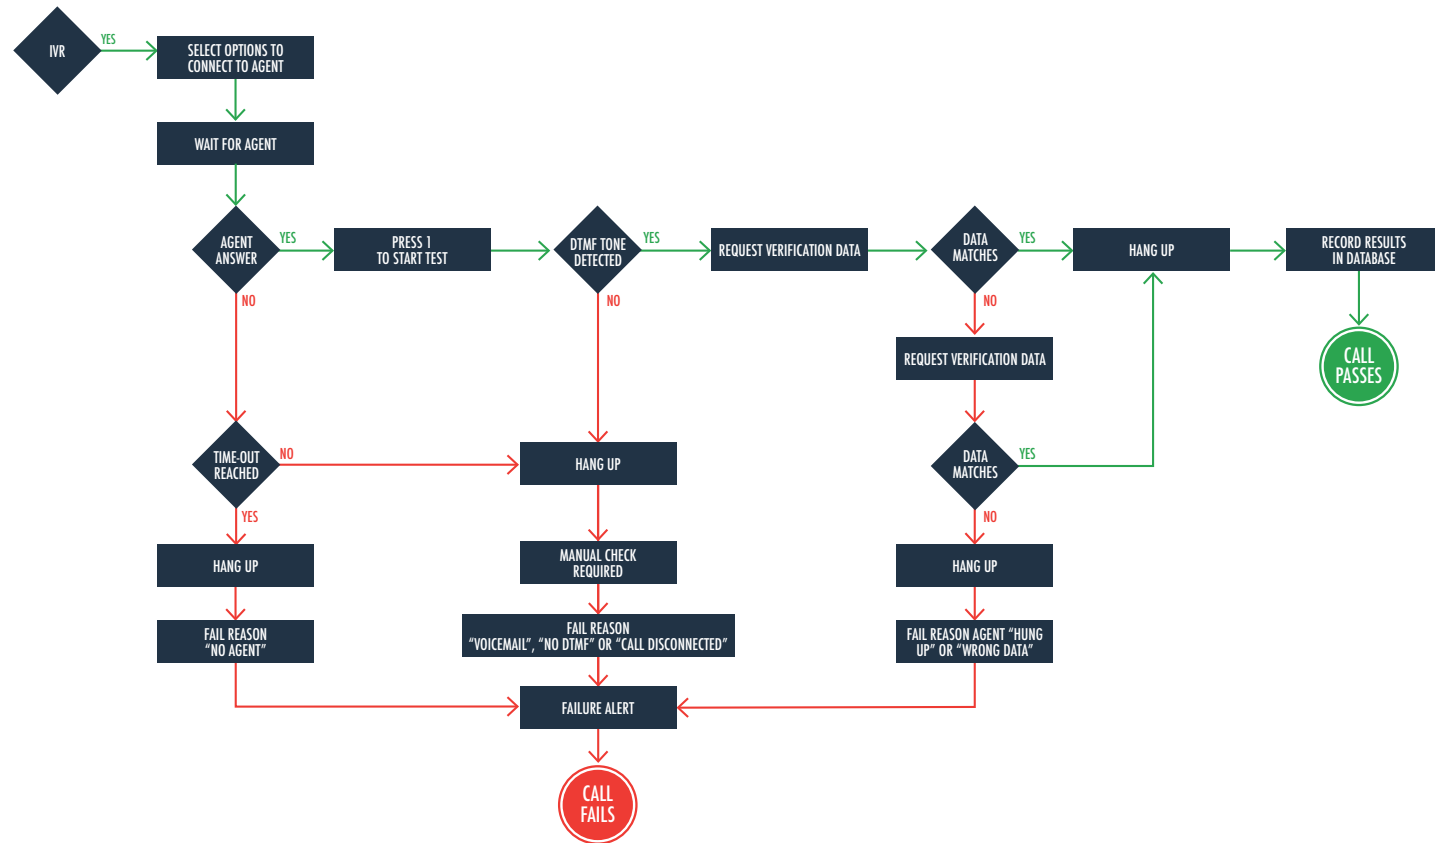 IVR
YES
SELECT OPTIONS TO
CONNECT TO AGENT
WAIT FOR AGENT
AGENT
ANSWER
YES
PRESS 1
TO START TEST
DTMF TONE
DETECTED
YES
REQUEST VERIFICATION DATA
DATA
MATCHES
YES
HANG UP
RECORD RESULTS
IN DATABASE
NO
NO
NO
REQUEST VERIFICATION DATA
CALL
PASSES
TIME-OUT
REACHED
NO
HANG UP
DATA
MATCHES
YES
YES
NO
HANG UP
MANUAL CHECK
REQUIRED
HANG UP
FAIL REASON
“NO AGENT”
FAIL REASON
“VOICEMAIL”, “NO DTMF” OR “CALL DISCONNECTED”
FAIL REASON AGENT “HUNG
UP” OR “WRONG DATA”
FAILURE ALERT
CALL
FAILS